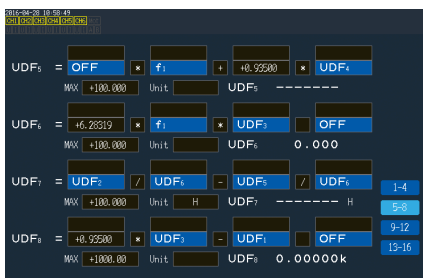 2016-04-28 10:58:49
CH1 CH2 CH3 CH4 CH5 CH6
UDF₅ = OFF * f₁ + +0.93500 * UDF₄
MAX +100.000 Unit UDF₅ -------
UDF₆ = +6.28319 * f₁ * UDF₃ OFF
MAX +100.000 Unit UDF₆ 0.000
UDF₇ = UDF₂ / UDF₆ - UDF₅ / UDF₆
MAX +100.000 Unit H UDF₇ ------- H
1-4
5-8
UDF₈ = +0.93500 * UDF₃ - UDF₁ OFF
9-12
MAX +1000.00 Unit UDF₈ 0.00000k
13-16